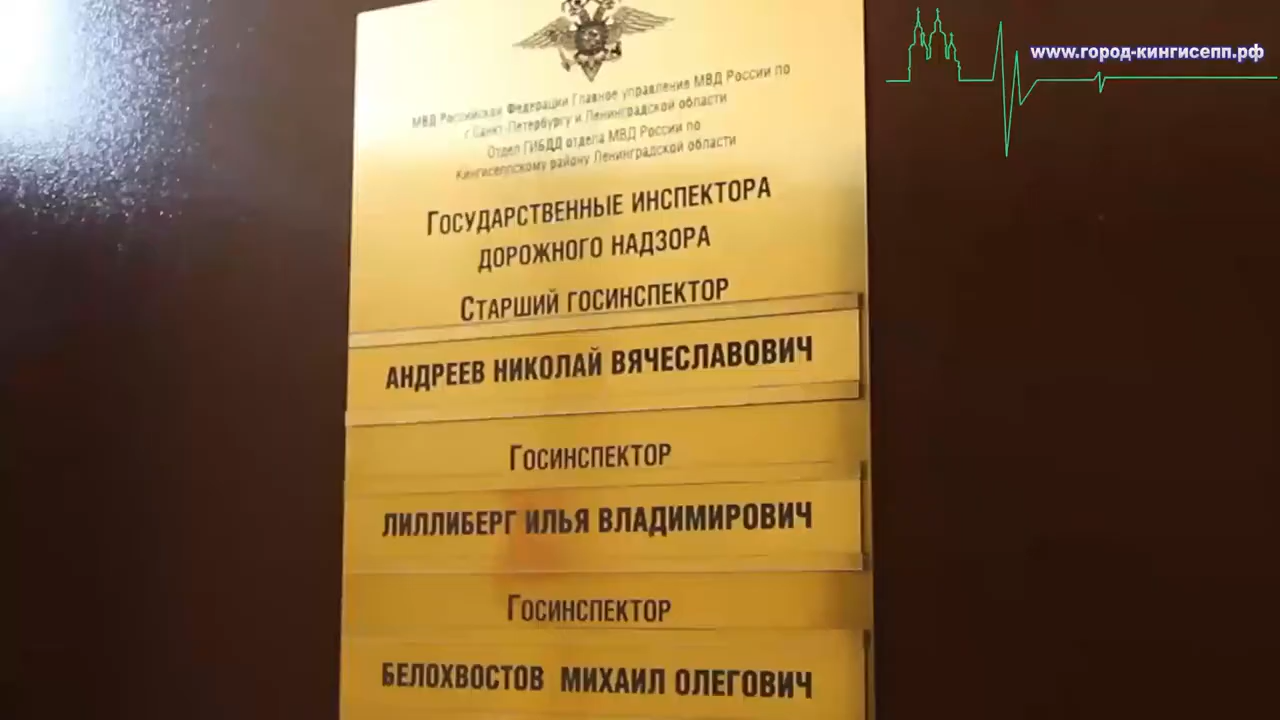 www.город-кингисепп.рф
МВД Российская Федерации Главное управление МВД России по
г Санкт-Петербургу и Ленинградской области
Отдел ГИБДД отдела МВД России по
Кингисеппскому району Ленинградской области
ГОСУДАРСТВЕННЫЕ ИНСПЕКТОРА
ДОРОЖНОГО НАДЗОРА
СТАРШИЙ ГОСИНСПЕКТОР
АНДРЕЕВ НИКОЛАЙ ВЯЧЕСЛАВОВИЧ
ГОСИНСПЕКТОР
ЛИЛЛИБЕРГ ИЛЬЯ ВЛАДИМИРОВИЧ
ГОСИНСПЕКТОР
БЕЛОХВОСТОВ МИХАИЛ ОЛЕГОВИЧ